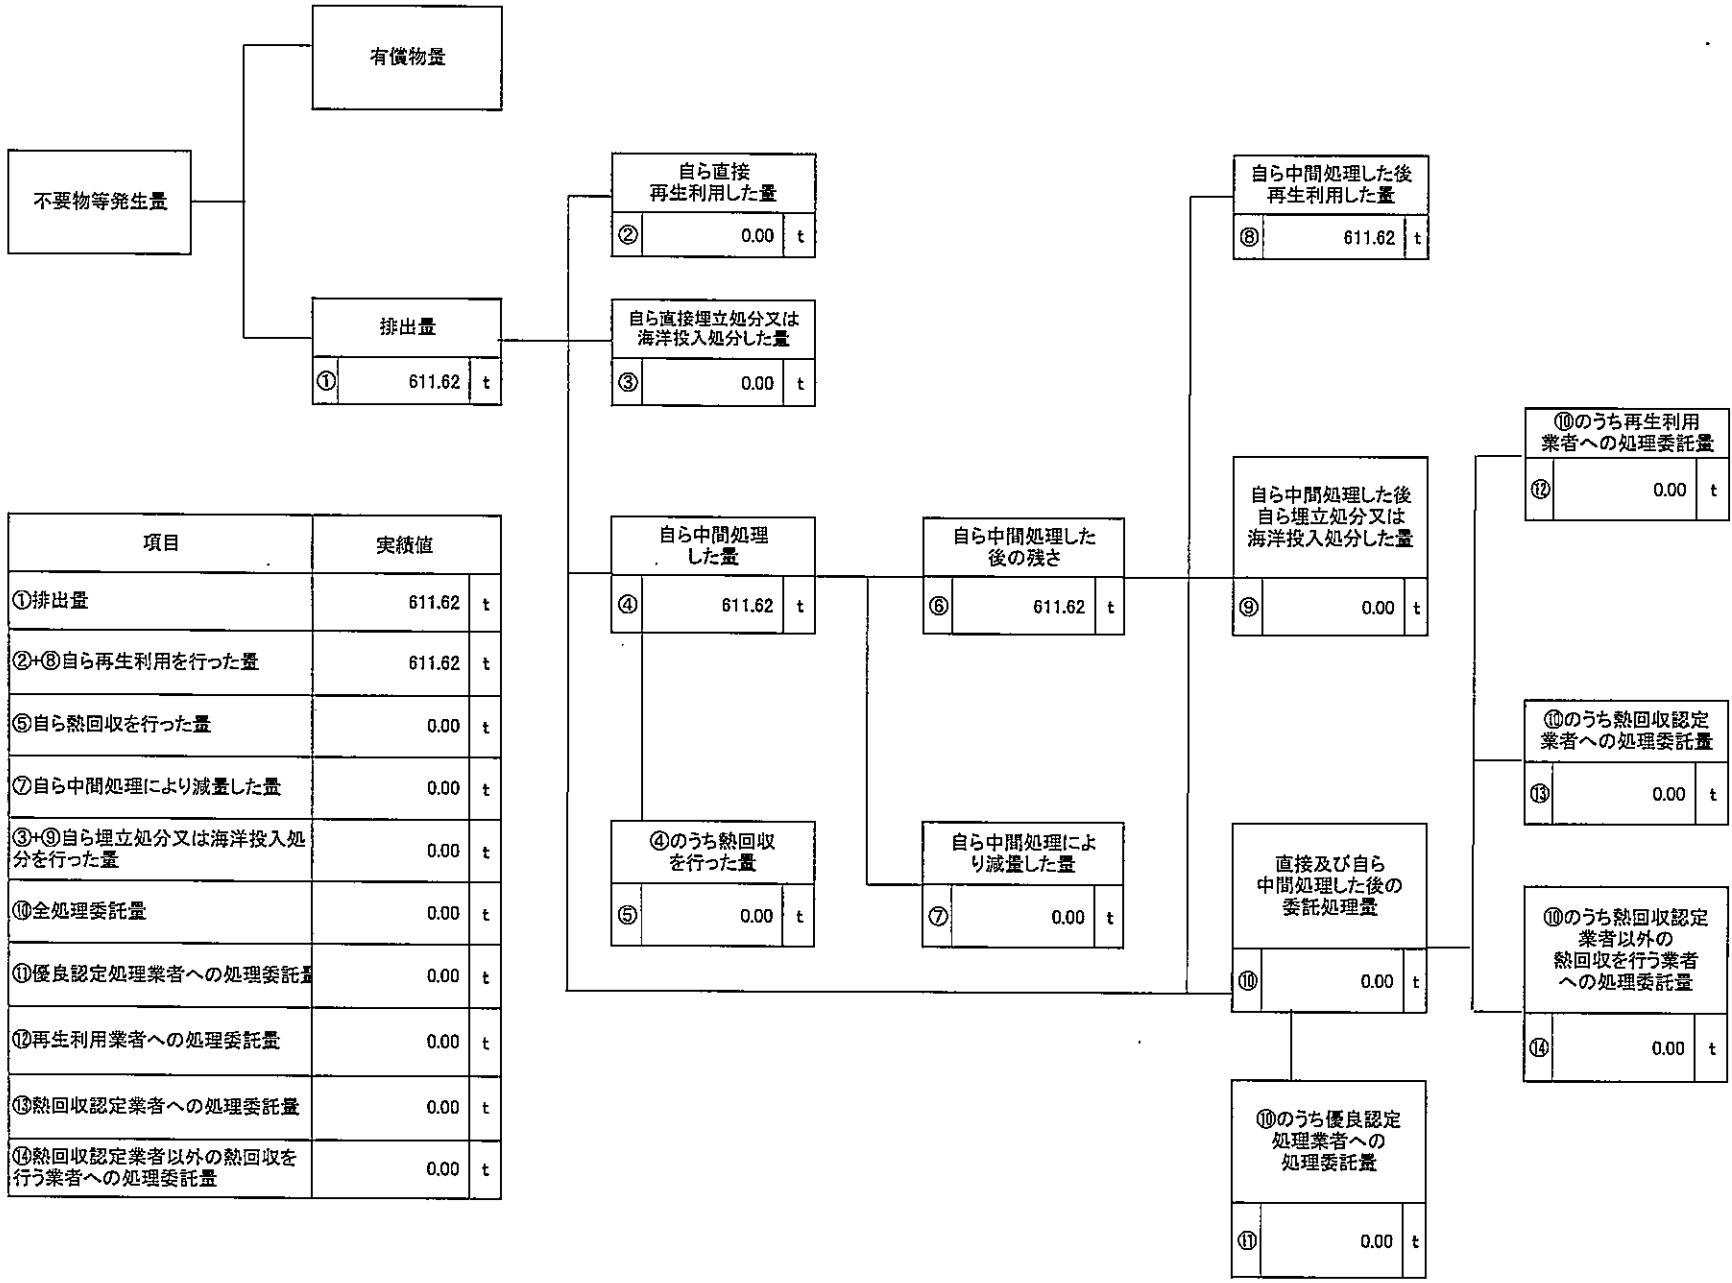 有償物量
不要物等発生量
排出量
① 611.62 t
自ら直接
再生利用した量
② 0.00 t
自ら直接埋立処分又は
海洋投入処分した量
③ 0.00 t
自ら中間処理
した量
④ 611.62 t
④のうち熱回収
を行った量
⑤ 0.00 t
自ら中間処理した
後の残さ
⑥ 611.62 t
自ら中間処理によ
り減量した量
⑦ 0.00 t
自ら中間処理した後
再生利用した量
⑧ 611.62 t
自ら中間処理した後
自ら埋立処分又は
海洋投入処分した量
⑨ 0.00 t
直接及び自ら
中間処理した後の
委託処理量
⑩ 0.00 t
⑩のうち優良認定
処理業者への
処理委託量
⑪ 0.00 t
⑩のうち再生利用
業者への処理委託量
⑫ 0.00 t
⑩のうち熱回収認定
業者への処理委託量
⑬ 0.00 t
⑩のうち熱回収認定
業者以外の
熱回収を行う業者
への処理委託量
⑭ 0.00 t
項目 実績値
①排出量 611.62 t
②+⑧自ら再生利用を行った量 611.62 t
⑤自ら熱回収を行った量 0.00 t
⑦自ら中間処理により減量した量 0.00 t
③+⑨自ら埋立処分又は海洋投入処
分を行った量 0.00 t
⑩全処理委託量 0.00 t
⑪優良認定処理業者への処理委託量 0.00 t
⑫再生利用業者への処理委託量 0.00 t
⑬熱回収認定業者への処理委託量 0.00 t
⑭熱回収認定業者以外の熱回収を
行う業者への処理委託量 0.00 t